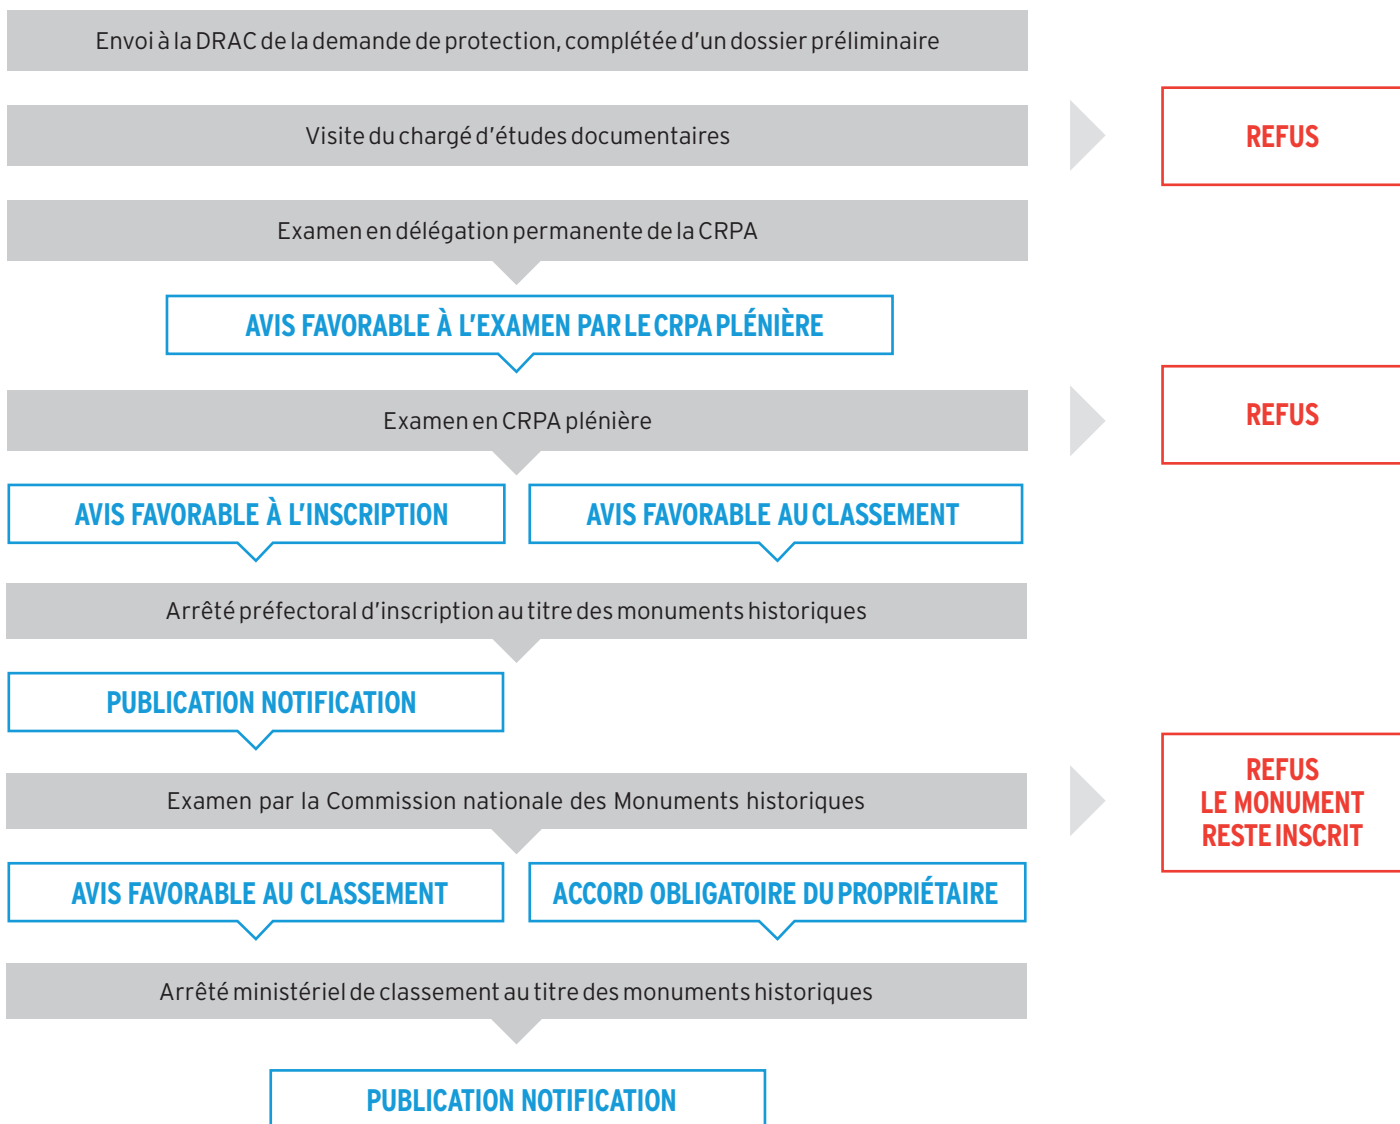 Envoi à la DRAC de la demande de protection, complétée d'un dossier préliminaire
Visite du chargé d'études documentaires
REFUS
Examen en délégation permanente de la CRPA
AVIS FAVORABLE À L'EXAMEN PAR LE CRPA PLÉNIÈRE
Examen en CRPA plénière
REFUS
AVIS FAVORABLE À L'INSCRIPTION
AVIS FAVORABLE AU CLASSEMENT
Arrêté préfectoral d'inscription au titre des monuments historiques
PUBLICATION NOTIFICATION
Examen par la Commission nationale des Monuments historiques
REFUS
LE MONUMENT
RESTE INSCRIT
AVIS FAVORABLE AU CLASSEMENT
ACCORD OBLIGATOIRE DU PROPRIÉTAIRE
Arrêté ministériel de classement au titre des monuments historiques
PUBLICATION NOTIFICATION